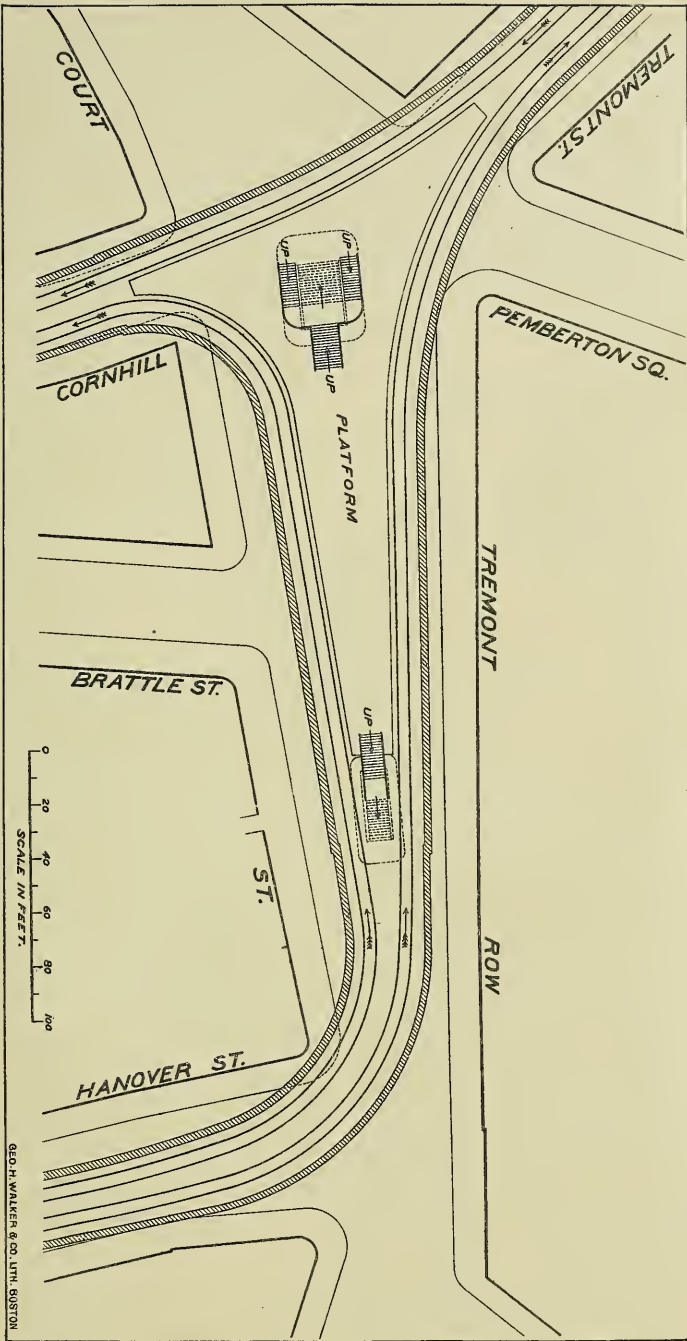 TREMONT ST.
COURT
PEMBERTON SQ.
CORNHILL
UP
UP
UP
PLATFORM
TREMONT
ROW
BRATTLE ST.
UP
ST.
HANOVER ST.
0 20 40 60 80 100
SCALE IN FEET.
GEO. H. WALKER & CO. LITH. BOSTON